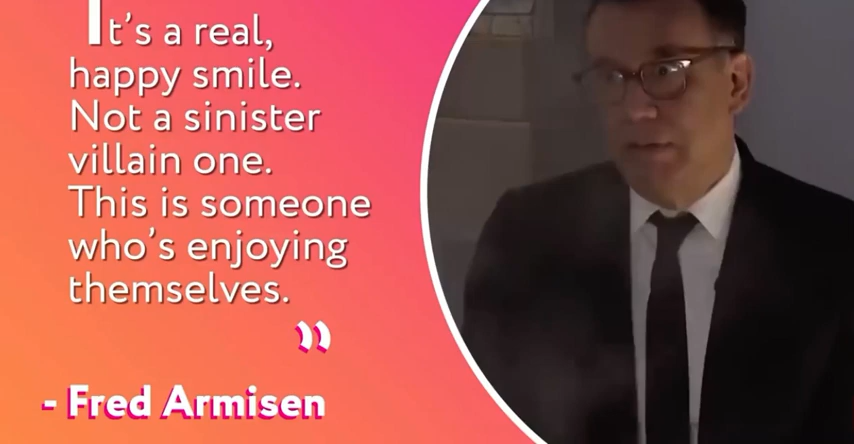 It’s a real,
happy smile.
Not a sinister
villain one.
This is someone
who’s enjoying
themselves.
”
- Fred Armisen